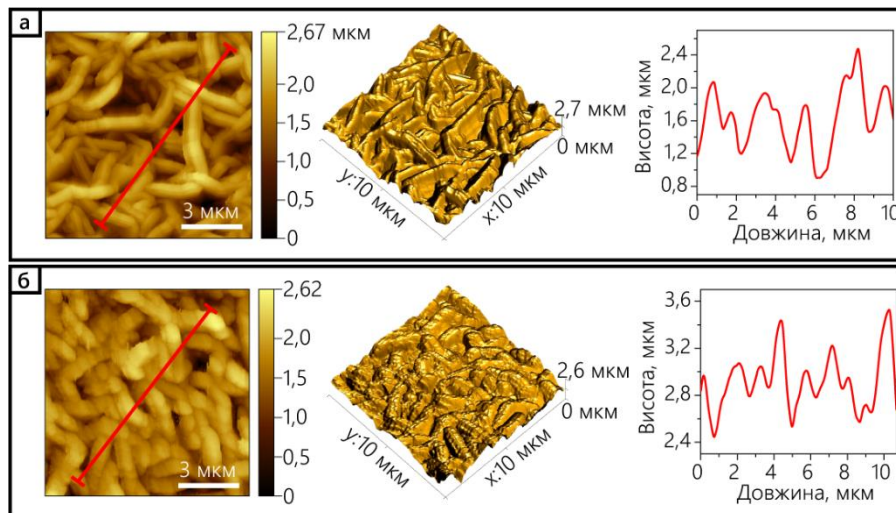 а
2,67 мкм
2,0
1,5
1,0
0,5
0
3 мкм
2,7 мкм
0 мкм
y:10 мкм
x:10 мкм
Висота, мкм
2,4
2,0
1,6
1,2
0,8
0 2 4 6 8 10
Довжина, мкм
б
2,62
2,0
1,5
1,0
0,5
0
3 мкм
2,6 мкм
0 мкм
y:10 мкм
x:10 мкм
Висота, мкм
3,6
3,2
2,8
2,4
0 2 4 6 8 10
Довжина, мкм